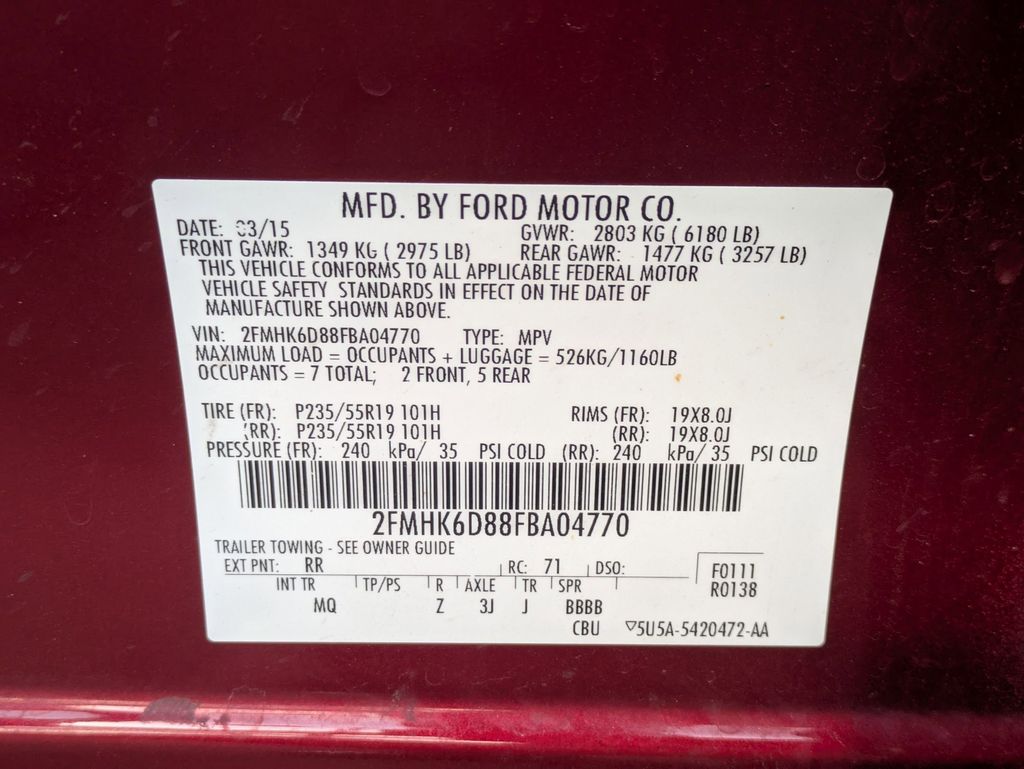 MFD. BY FORD MOTOR CO.
DATE: 03/15 GVWR: 2803 KG ( 6180 LB)
FRONT GAWR: 1349 KG ( 2975 LB) REAR GAWR: 1477 KG ( 3257 LB)
THIS VEHICLE CONFORMS TO ALL APPLICABLE FEDERAL MOTOR
VEHICLE SAFETY STANDARDS IN EFFECT ON THE DATE OF
MANUFACTURE SHOWN ABOVE.
VIN: 2FMHK6D88FBA04770 TYPE: MPV
MAXIMUM LOAD = OCCUPANTS + LUGGAGE = 526KG/1160LB
OCCUPANTS = 7 TOTAL; 2 FRONT, 5 REAR
TIRE (FR): P235/55R19 101H RIMS (FR): 19X8.0J
(RR): P235/55R19 101H (RR): 19X8.0J
PRESSURE (FR): 240 kPa/ 35 PSI COLD (RR): 240 kPa/ 35 PSI COLD
2FMHK6D88FBA04770
TRAILER TOWING - SEE OWNER GUIDE
EXT PNT: RR RC: 71 DSO: F0111
INT TR TP/PS R AXLE TR SPR R0138
MQ Z 3J J BBBB
CBU ▽5U5A-5420472-AA